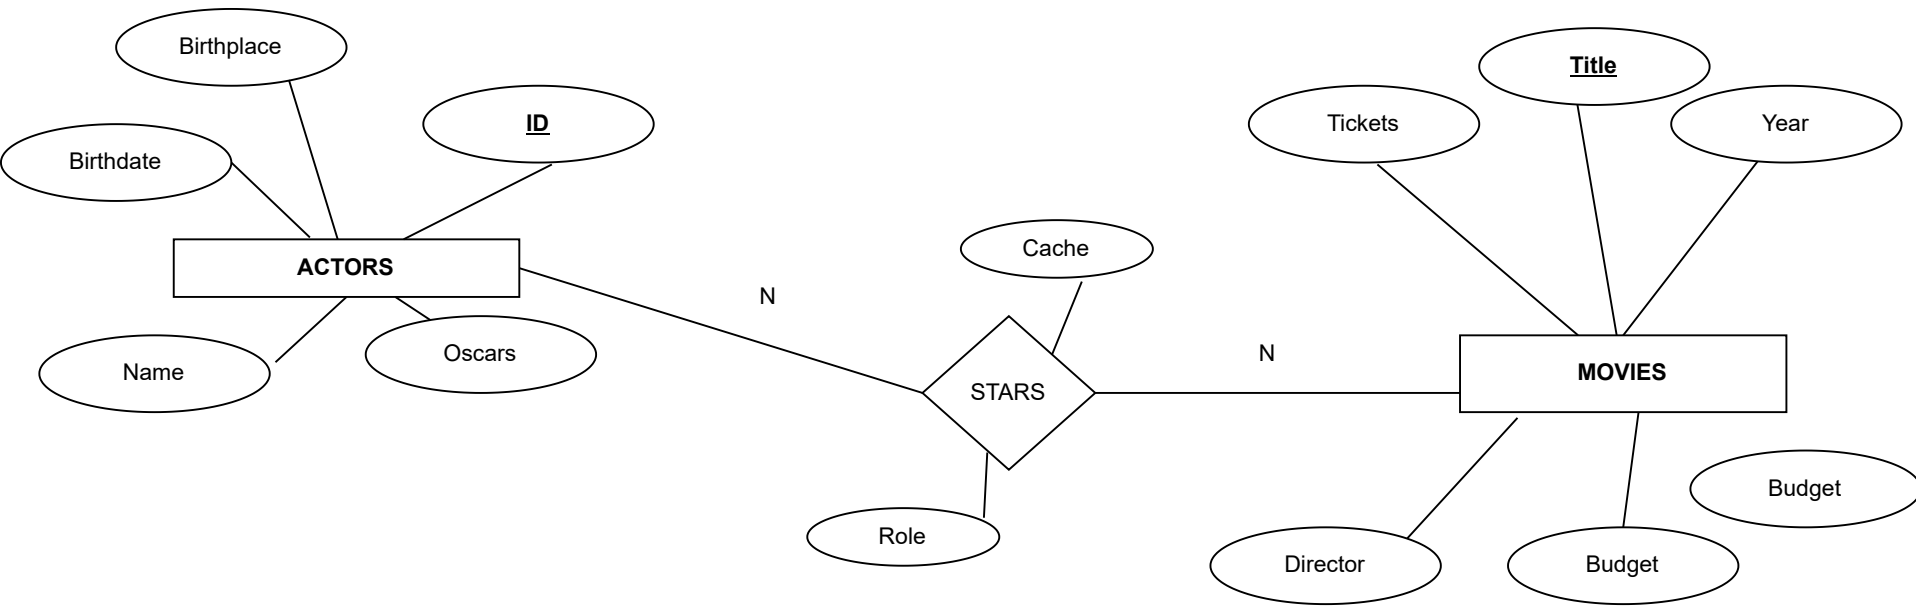 Birthplace
Title
ID
Tickets
Year
Birthdate
Cache
ACTORS
N
Oscars
N
Name
MOVIES
STARS
Budget
Role
Director
Budget